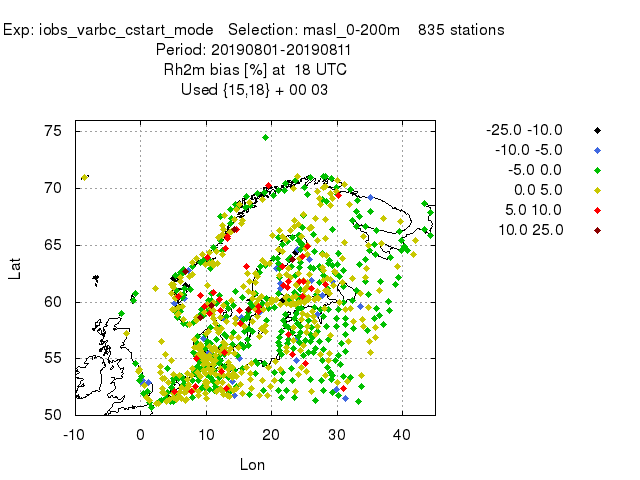 Exp: iobs_varbc_cstart_mode Selection: masl_0-200m 835 stations
Period: 20190801-20190811
Rh2m bias [%] at 18 UTC
Used {15,18} + 00 03
-25.0 -10.0
-10.0 -5.0
-5.0 0.0
0.0 5.0
5.0 10.0
10.0 25.0
75
70
65
60
55
50
Lat
-10 0 10 20 30 40
Lon